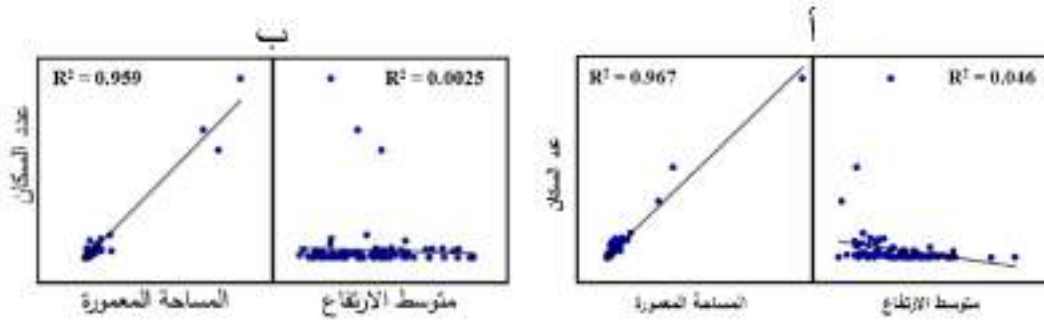 أ
ب
R² = 0.967
R² = 0.046
R² = 0.959
R² = 0.0025
عدد السكان
عدد السكان
متوسط الارتفاع
المساحة المعمورة
متوسط الارتفاع
المساحة المعمورة